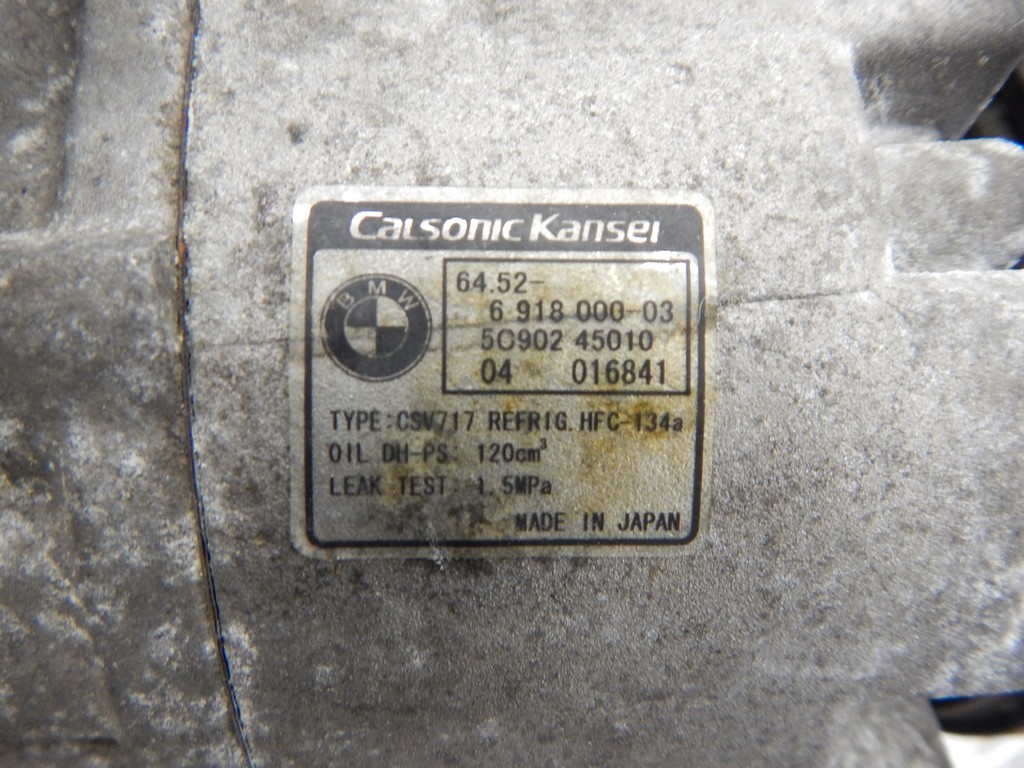 CALSONIC KANSEI
BMW
64.52-
6 918 000-03
5C902 45010
04 016841
TYPE:CSV717 REFRIG.HFC-134a
OIL DH-PS: 120cm³
LEAK TEST: 1.5MPa
MADE IN JAPAN